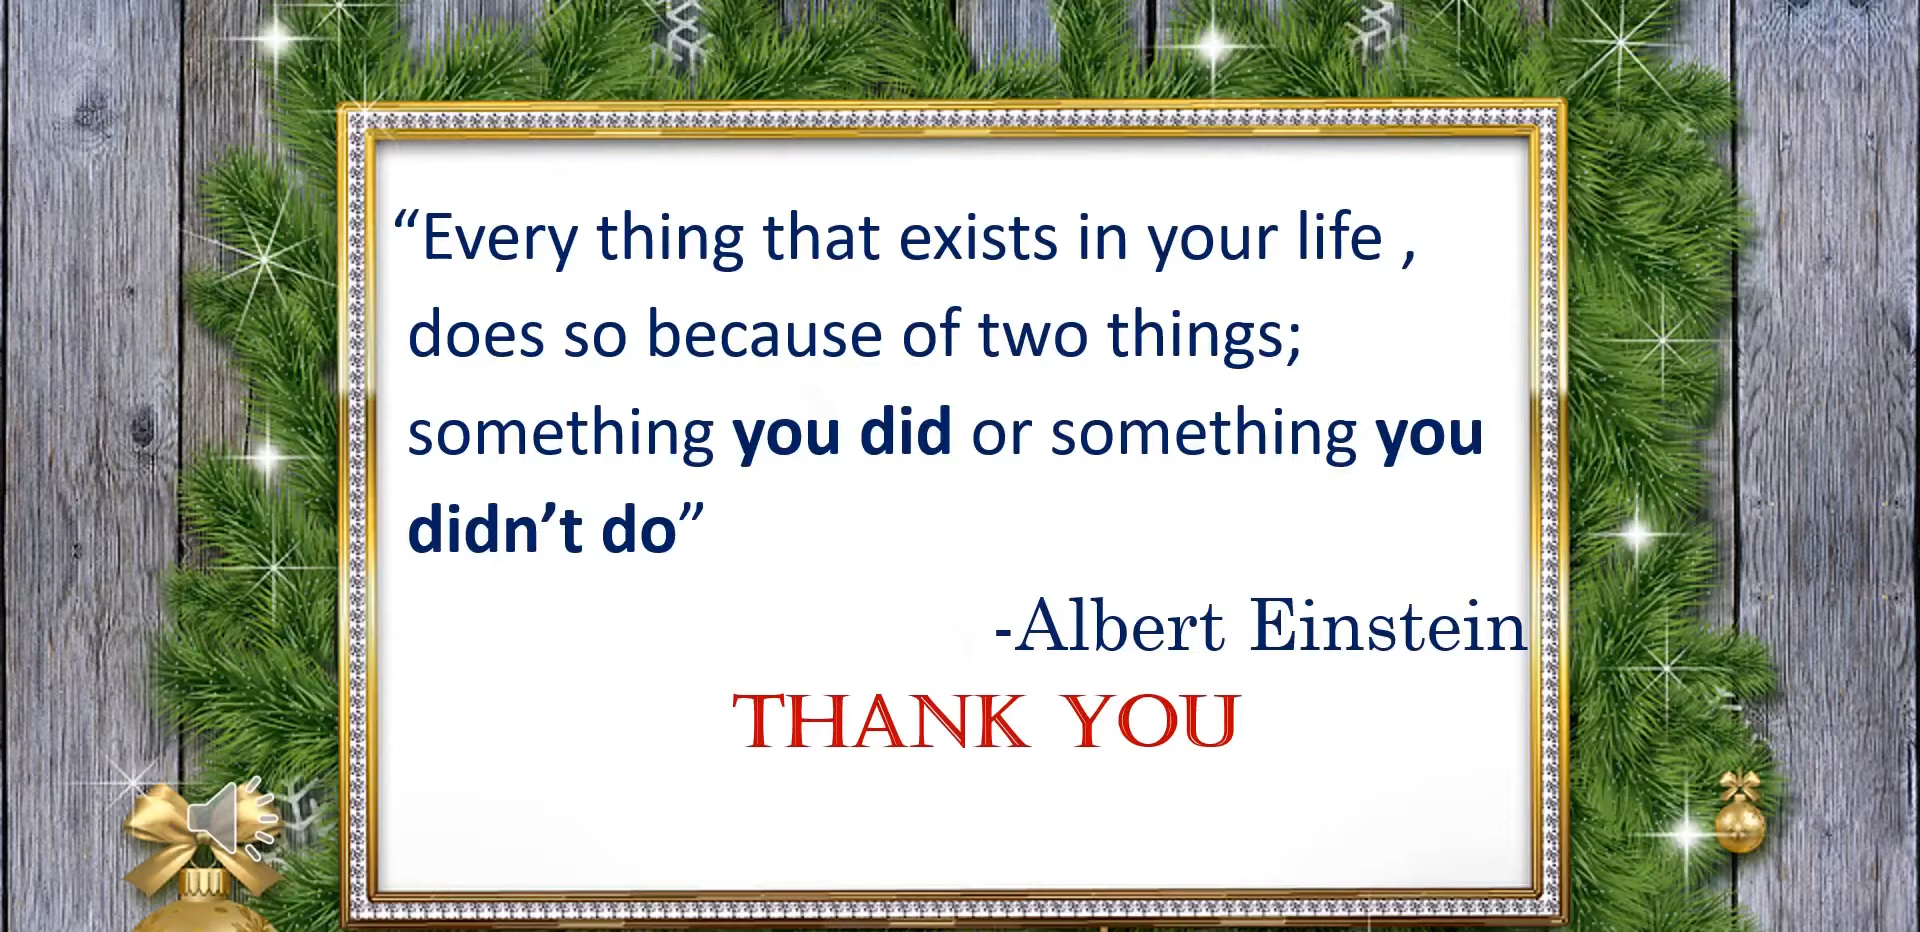 “Every thing that exists in your life ,
does so because of two things;
something you did or something you
didn’t do”
-Albert Einstein
THANK YOU